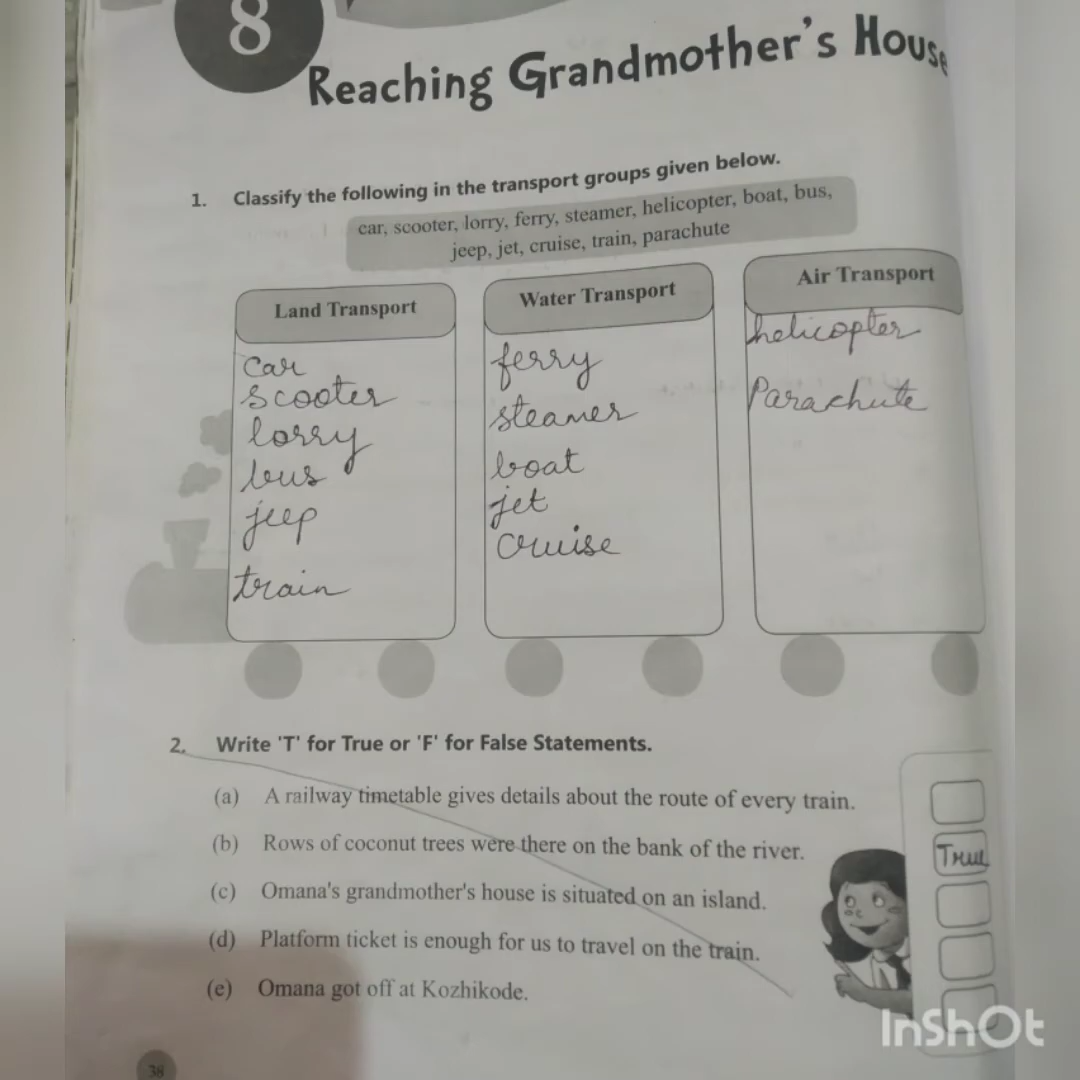 8
Reaching Grandmother's House
1. Classify the following in the transport groups given below.
car, scooter, lorry, ferry, steamer, helicopter, boat, bus,
jeep, jet, cruise, train, parachute
Land Transport
car
scooter
lorry
bus
jeep
train
Water Transport
ferry
steamer
boat
jet
cruise
Air Transport
helicopter
Parachute
2. Write 'T' for True or 'F' for False Statements.
(a) A railway timetable gives details about the route of every train.
(b) Rows of coconut trees were there on the bank of the river. True
(c) Omana's grandmother's house is situated on an island.
(d) Platform ticket is enough for us to travel on the train.
(e) Omana got off at Kozhikode.
InShOt
38